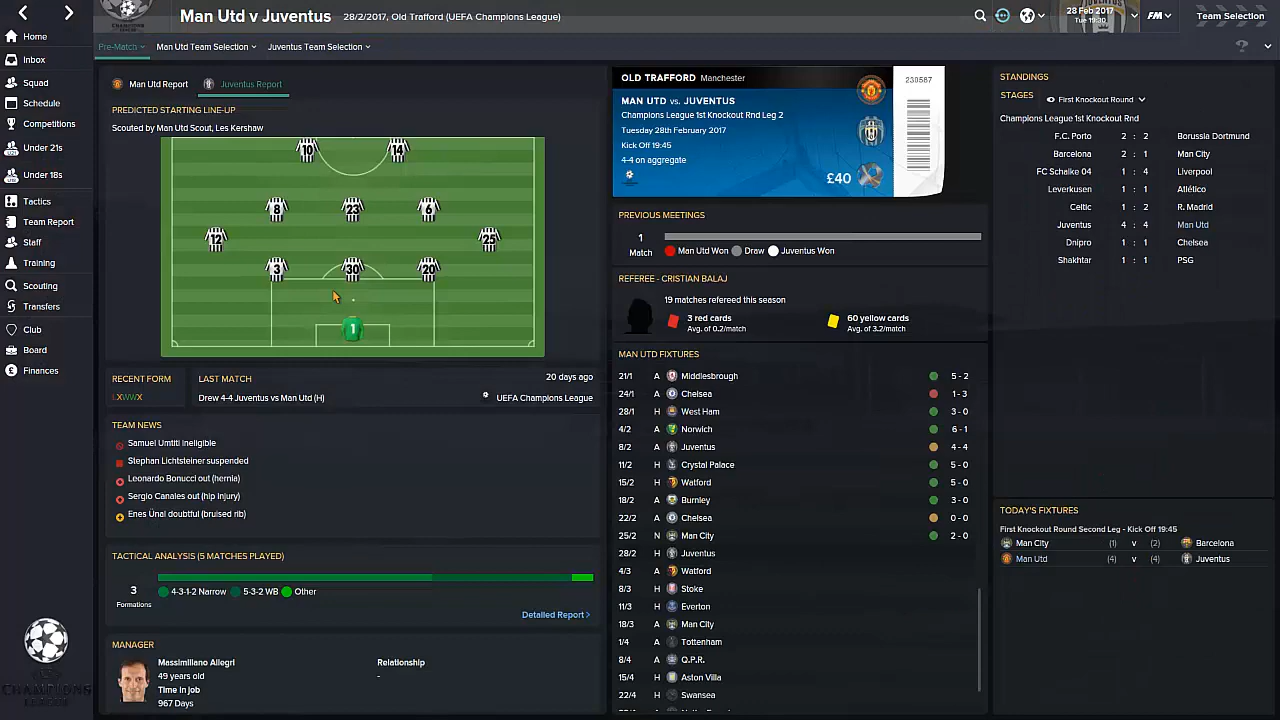 Man Utd v Juventus
28/2/2017, Old Trafford (UEFA Champions League)
28 Feb 2017
Tue 19:30
FM
Team Selection
Home
Inbox
Squad
Schedule
Competitions
Under 21s
Under 18s
Tactics
Team Report
Staff
Training
Scouting
Transfers
Club
Board
Finances
Pre-Match
Man Utd Team Selection
Juventus Team Selection
Man Utd Report
Juventus Report
PREDICTED STARTING LINE-UP
Scouted by Man Utd Scout, Les Kershaw
10 14
8 23 6
12 25
3 30 20
1
RECENT FORM
LXWWX
LAST MATCH
20 days ago
Drew 4-4 Juventus vs Man Utd (H)
UEFA Champions League
TEAM NEWS
Samuel Umtiti ineligible
Stephan Lichtsteiner suspended
Leonardo Bonucci out (hernia)
Sergio Canales out (hip injury)
Enes Ünal doubtful (bruised rib)
TACTICAL ANALYSIS (5 MATCHES PLAYED)
3
Formations
4-3-1-2 Narrow
5-3-2 WB
Other
Detailed Report >
MANAGER
Massimiliano Allegri
49 years old
Time in job
967 Days
Relationship
-
OLD TRAFFORD Manchester
230587
MAN UTD vs. JUVENTUS
Champions League 1st Knockout Rnd Leg 2
Tuesday 28th February 2017
Kick Off 19:45
4-4 on aggregate
£40
PREVIOUS MEETINGS
1
Match
Man Utd Won
Draw
Juventus Won
REFEREE - CRISTIAN BALAJ
19 matches refereed this season
3 red cards
Avg. of 0.2/match
60 yellow cards
Avg. of 3.2/match
MAN UTD FIXTURES
21/1 A Middlesbrough 5 - 2
24/1 A Chelsea 1 - 3
28/1 H West Ham 3 - 0
4/2 A Norwich 6 - 1
8/2 A Juventus 4 - 4
11/2 H Crystal Palace 5 - 0
15/2 H Watford 5 - 0
18/2 A Burnley 3 - 0
22/2 A Chelsea 0 - 0
25/2 N Man City 2 - 0
28/2 H Juventus
4/3 A Watford
8/3 H Stoke
11/3 H Everton
18/3 A Man City
1/4 A Tottenham
8/4 A Q.P.R.
15/4 H Aston Villa
22/4 H Swansea
STANDINGS
STAGES
First Knockout Round
Champions League 1st Knockout Rnd
F.C. Porto 2 : 2 Borussia Dortmund
Barcelona 2 : 1 Man City
FC Schalke 04 1 : 4 Liverpool
Leverkusen 1 : 1 Atlético
Celtic 1 : 2 R. Madrid
Juventus 4 : 4 Man Utd
Dnipro 1 : 1 Chelsea
Shakhtar 1 : 1 PSG
TODAY'S FIXTURES
First Knockout Round Second Leg - Kick Off 19:45
Man City (1) v (2) Barcelona
Man Utd (4) v (4) Juventus
CHAMPIONS